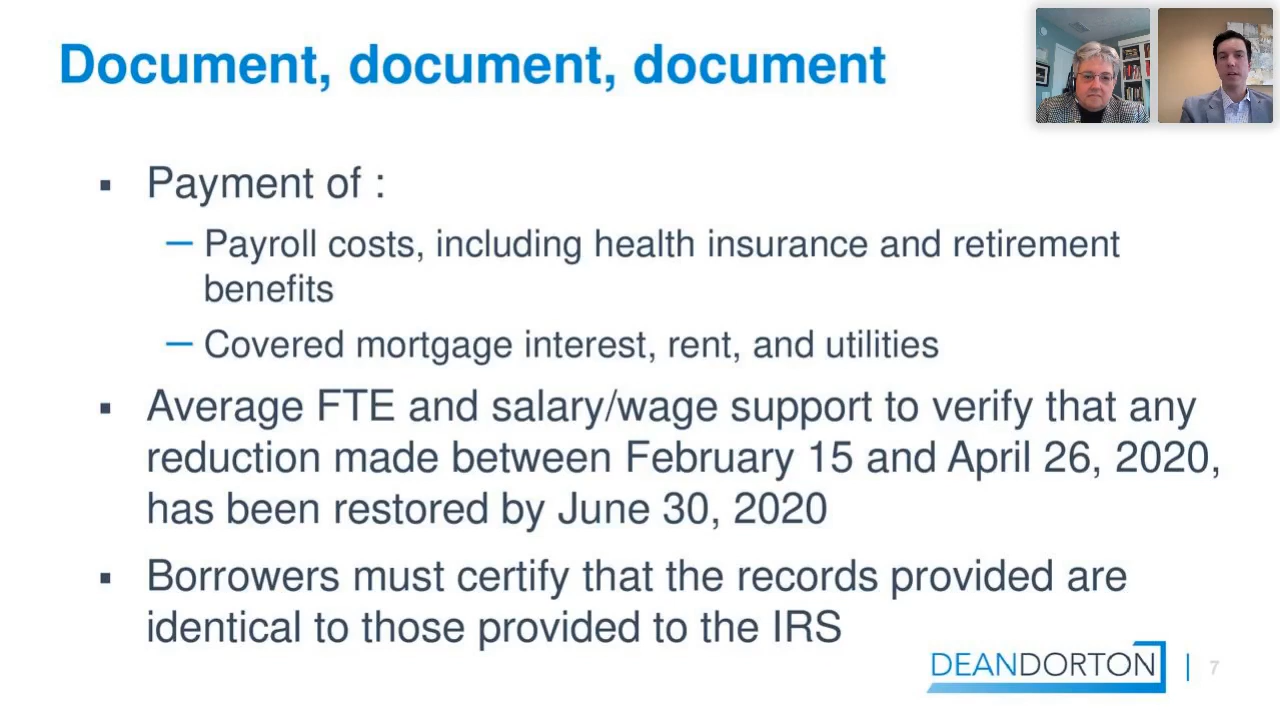 Document, document, document
▪ Payment of :
– Payroll costs, including health insurance and retirement
benefits
– Covered mortgage interest, rent, and utilities
▪ Average FTE and salary/wage support to verify that any
reduction made between February 15 and April 26, 2020,
has been restored by June 30, 2020
▪ Borrowers must certify that the records provided are
identical to those provided to the IRS
DEANDORTON | 7